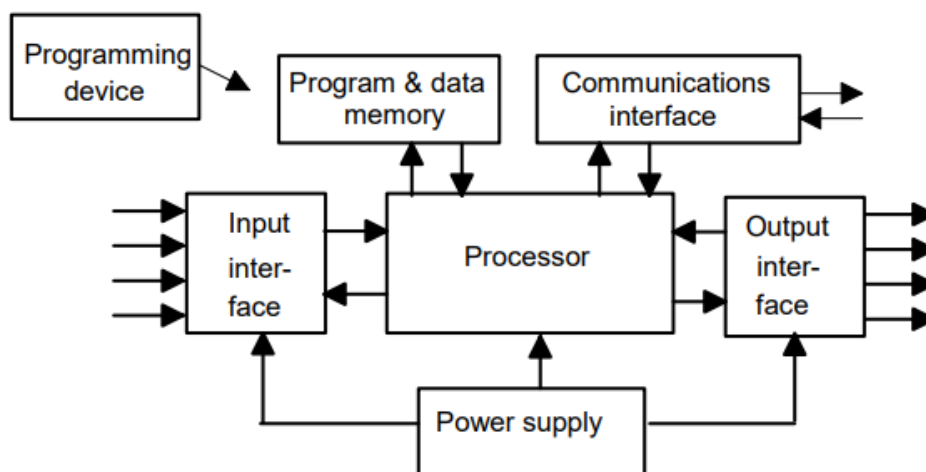 Programming
device
Program & data
memory
Communications
interface
Input
inter-
face
Processor
Output
inter-
face
Power supply